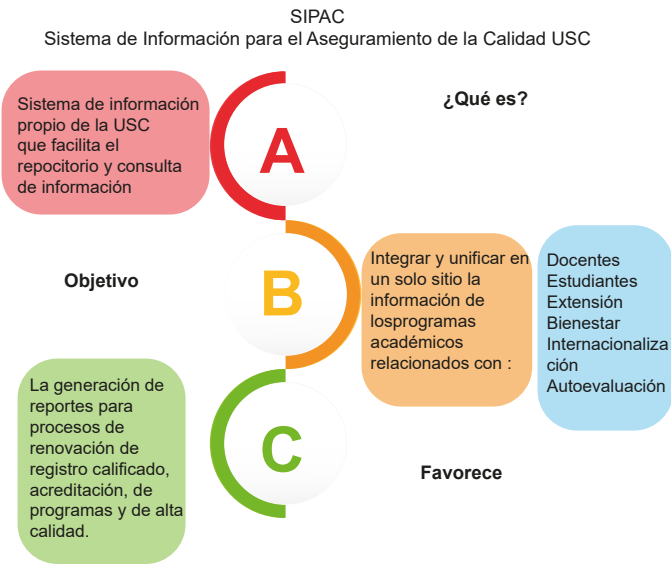 SIPAC
Sistema de Información para el Aseguramiento de la Calidad USC
¿Qué es?
A
Sistema de información
propio de la USC
que facilita el
repocitorio y consulta
de información
Objetivo
B
Integrar y unificar en
un solo sitio la
información de
losprogramas
académicos
relacionados con :
Docentes
Estudiantes
Extensión
Bienestar
Internacionaliza
ción
Autoevaluación
La generación de
reportes para
procesos de
renovación de
registro calificado,
acreditación, de
programas y de alta
calidad.
C
Favorece